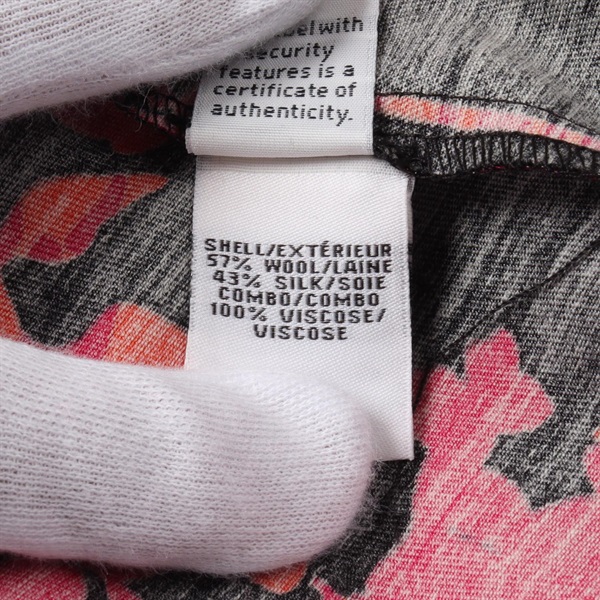 with
security
features is a
certificate of
authenticity.
SHELL/EXTÉRIEUR
57% WOOL/LAINE
43% SILK/SOIE
COMBO/COMBO
100% VISCOSE/
VISCOSE